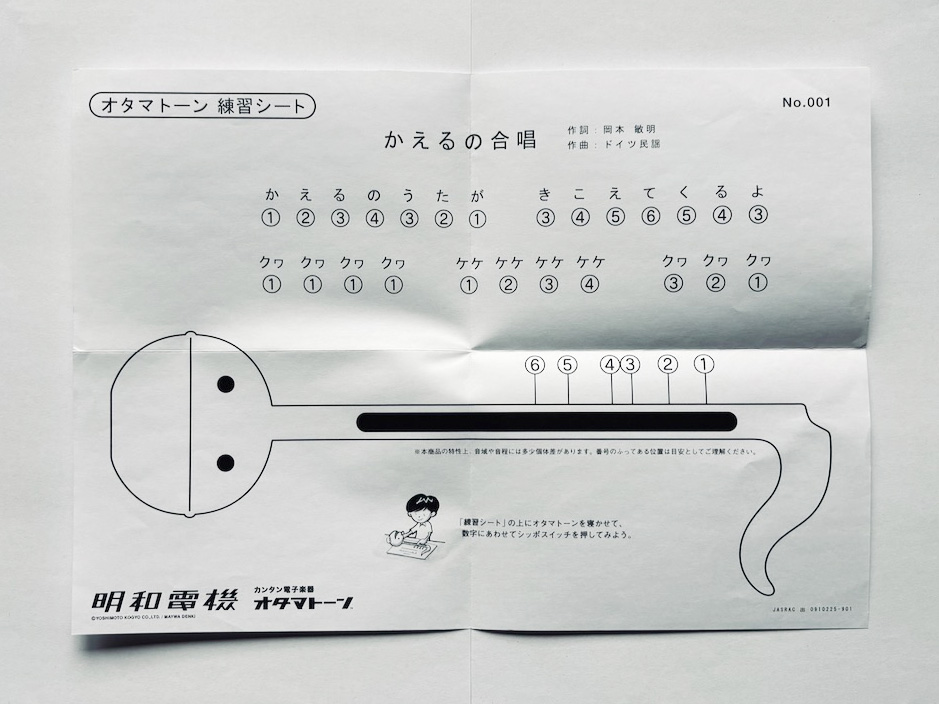 オタマトーン 練習シート
No.001
かえるの合唱
作詞：岡本 敏明
作曲：ドイツ民謡
か え る の う た が き こ え て く る よ
① ② ③ ④ ③ ② ① ③ ④ ⑤ ⑥ ⑤ ④ ③
クヮ クヮ クヮ クヮ ケケ ケケ ケケ ケケ クヮ クヮ クヮ
① ① ① ① ① ② ③ ④ ③ ② ①
⑥ ⑤ ④ ③ ② ①
※本商品の特性上、音域や音程には多少個体差があります。番号のふってある位置は目安としてご理解ください。
「練習シート」の上にオタマトーンを寝かせて、
数字にあわせてシッポスイッチを押してみよう。
明和電機
©YOSHIMOTO KOGYO CO.,LTD. / MAYWA DENKI
カンタン電子楽器
オタマトーン
JASRAC 出 0910225-901